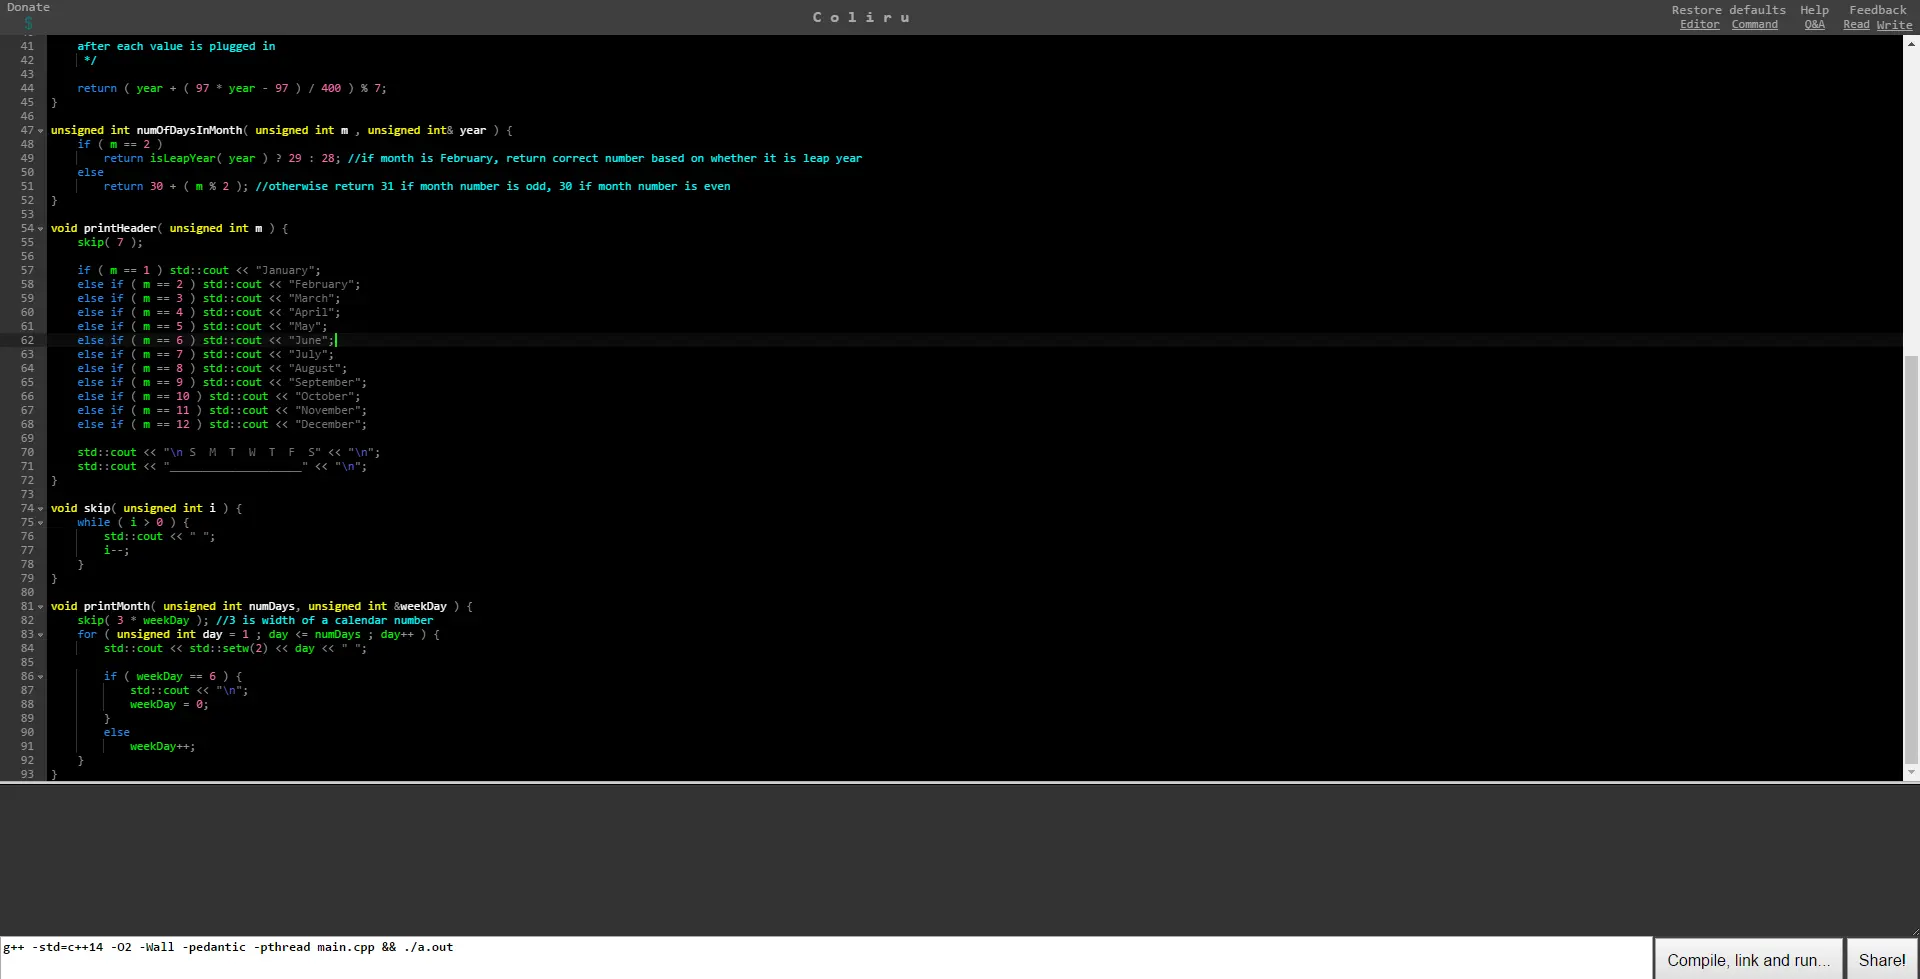 Donate
$
Coliru
Restore defaults Help Feedback
Editor Command Q&A Read Write
41 after each value is plugged in
42 */
43
44 return ( year + ( 97 * year - 97 ) / 400 ) % 7;
45 }
46
47 unsigned int numOfDaysInMonth( unsigned int m , unsigned int& year ) {
48 if ( m == 2 )
49 return isLeapYear( year ) ? 29 : 28; //if month is February, return correct number based on whether it is leap year
50 else
51 return 30 + ( m % 2 ); //otherwise return 31 if month number is odd, 30 if month number is even
52 }
53
54 void printHeader( unsigned int m ) {
55 skip( 7 );
56
57 if ( m == 1 ) std::cout << "January";
58 else if ( m == 2 ) std::cout << "February";
59 else if ( m == 3 ) std::cout << "March";
60 else if ( m == 4 ) std::cout << "April";
61 else if ( m == 5 ) std::cout << "May";
62 else if ( m == 6 ) std::cout << "June";
63 else if ( m == 7 ) std::cout << "July";
64 else if ( m == 8 ) std::cout << "August";
65 else if ( m == 9 ) std::cout << "September";
66 else if ( m == 10 ) std::cout << "October";
67 else if ( m == 11 ) std::cout << "November";
68 else if ( m == 12 ) std::cout << "December";
69
70 std::cout << "\n S  M  T  W  T  F  S" << "\n";
71 std::cout << "____________________" << "\n";
72 }
73
74 void skip( unsigned int i ) {
75 while ( i > 0 ) {
76 std::cout << " ";
77 i--;
78 }
79 }
80
81 void printMonth( unsigned int numDays, unsigned int &weekDay ) {
82 skip( 3 * weekDay ); //3 is width of a calendar number
83 for ( unsigned int day = 1 ; day <= numDays ; day++ ) {
84 std::cout << std::setw(2) << day << " ";
85
86 if ( weekDay == 6 ) {
87 std::cout << "\n";
88 weekDay = 0;
89 }
90 else
91 weekDay++;
92 }
93 }
g++ -std=c++14 -O2 -Wall -pedantic -pthread main.cpp && ./a.out
Compile, link and run... Share!